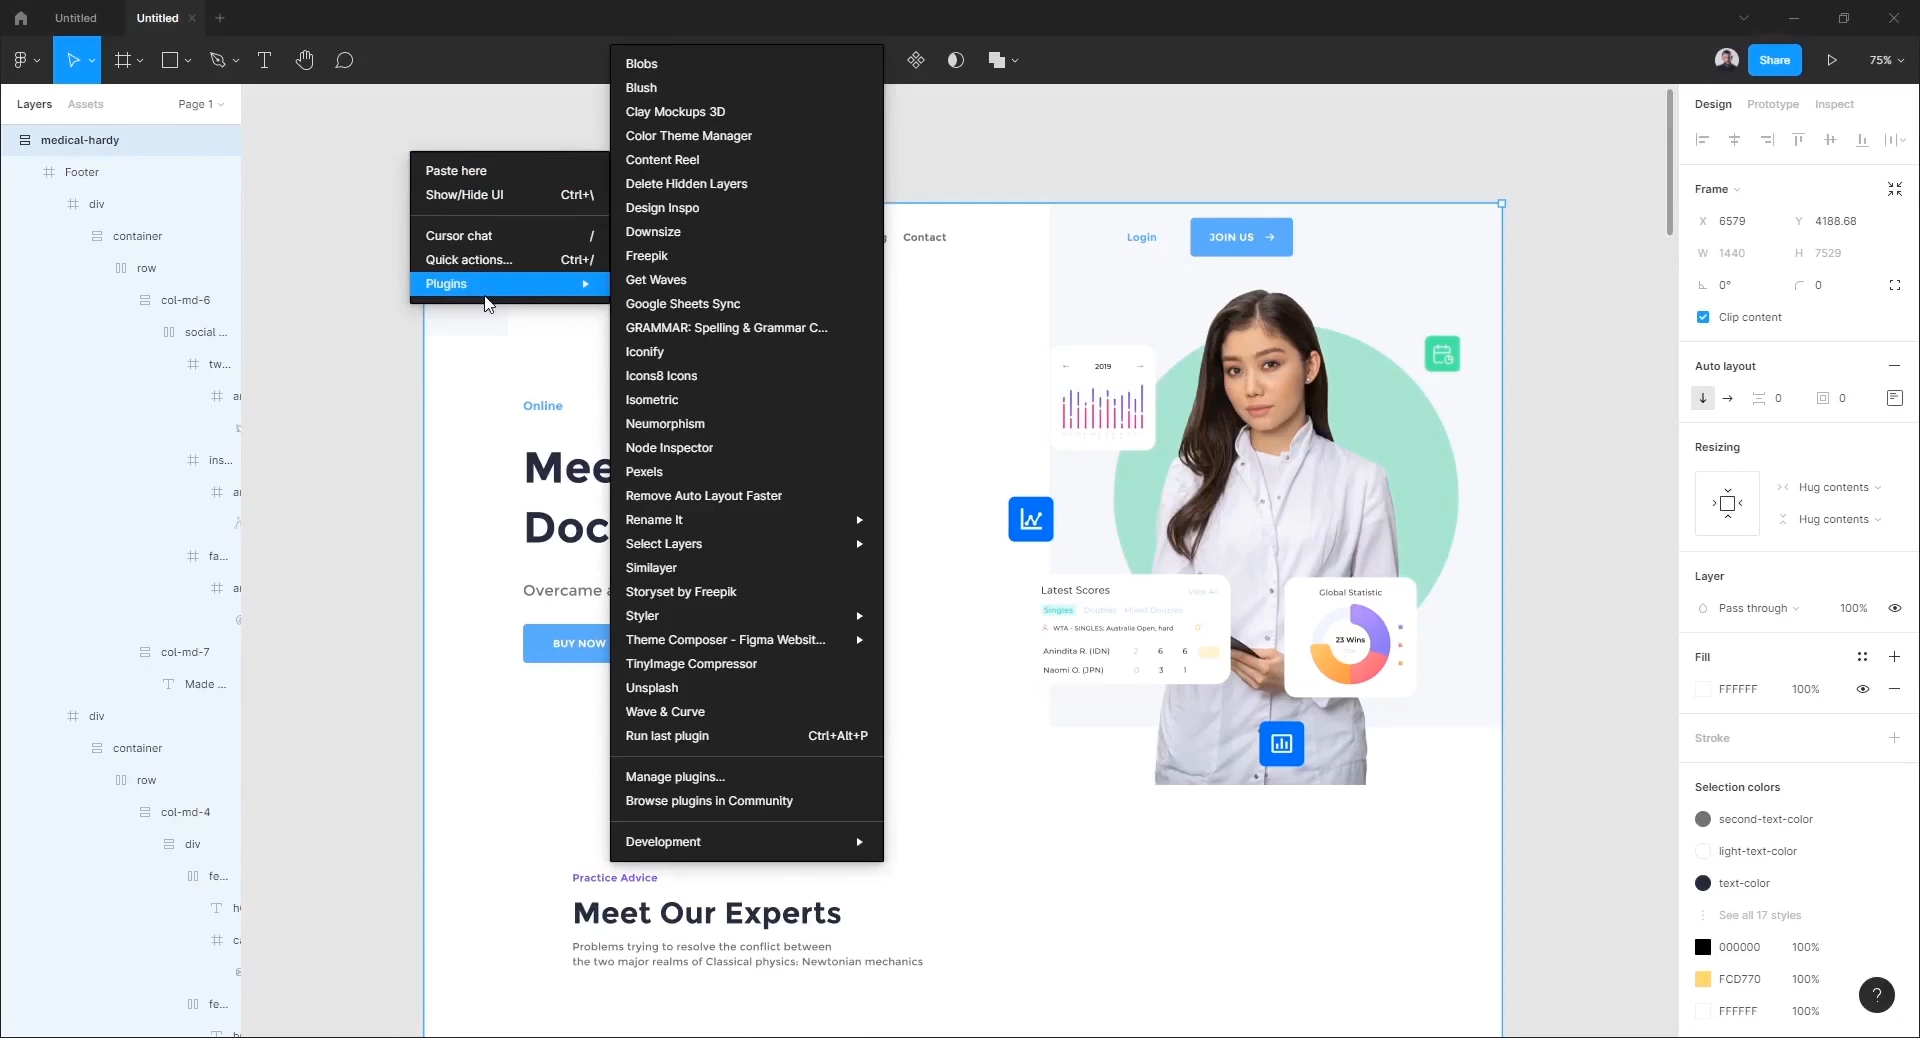 Untitled
Untitled
Share
75%
Layers
Assets
Page 1
medical-hardy
Footer
div
container
row
col-md-6
social ...
tw...
ins...
fa...
col-md-7
Made ...
div
container
row
col-md-4
div
fe...
fe...
Paste here
Show/Hide UI Ctrl+\
Cursor chat /
Quick actions... Ctrl+/
Plugins
Blobs
Blush
Clay Mockups 3D
Color Theme Manager
Content Reel
Delete Hidden Layers
Design Inspo
Downsize
Freepik
Get Waves
Google Sheets Sync
GRAMMAR: Spelling & Grammar C...
Iconify
Icons8 Icons
Isometric
Neumorphism
Node Inspector
Pexels
Remove Auto Layout Faster
Rename It
Select Layers
Similayer
Storyset by Freepik
Styler
Theme Composer - Figma Websit...
TinyImage Compressor
Unsplash
Wave & Curve
Run last plugin Ctrl+Alt+P
Manage plugins...
Browse plugins in Community
Development
Contact
Login
JOIN US →
Online
Mee
Doc
Overcame
BUY NOW
← 2019 →
Latest Scores View All
Singles Doubles Mixed Doubles
WTA - SINGLES: Australia Open, hard
Anindita R. (IDN) 2 6 6
Naomi O. (JPN) 0 3 1
Global Statistic
23 Wins
Practice Advice
Meet Our Experts
Problems trying to resolve the conflict between
the two major realms of Classical physics: Newtonian mechanics
Design
Prototype
Inspect
Frame
X 6579 Y 4188.68
W 1440 H 7529
0° 0
Clip content
Auto layout
0 0
Resizing
Hug contents
Hug contents
Layer
Pass through 100%
Fill
FFFFFF 100%
Stroke
Selection colors
second-text-color
light-text-color
text-color
See all 17 styles
000000 100%
FCD770 100%
FFFFFF 100%
?